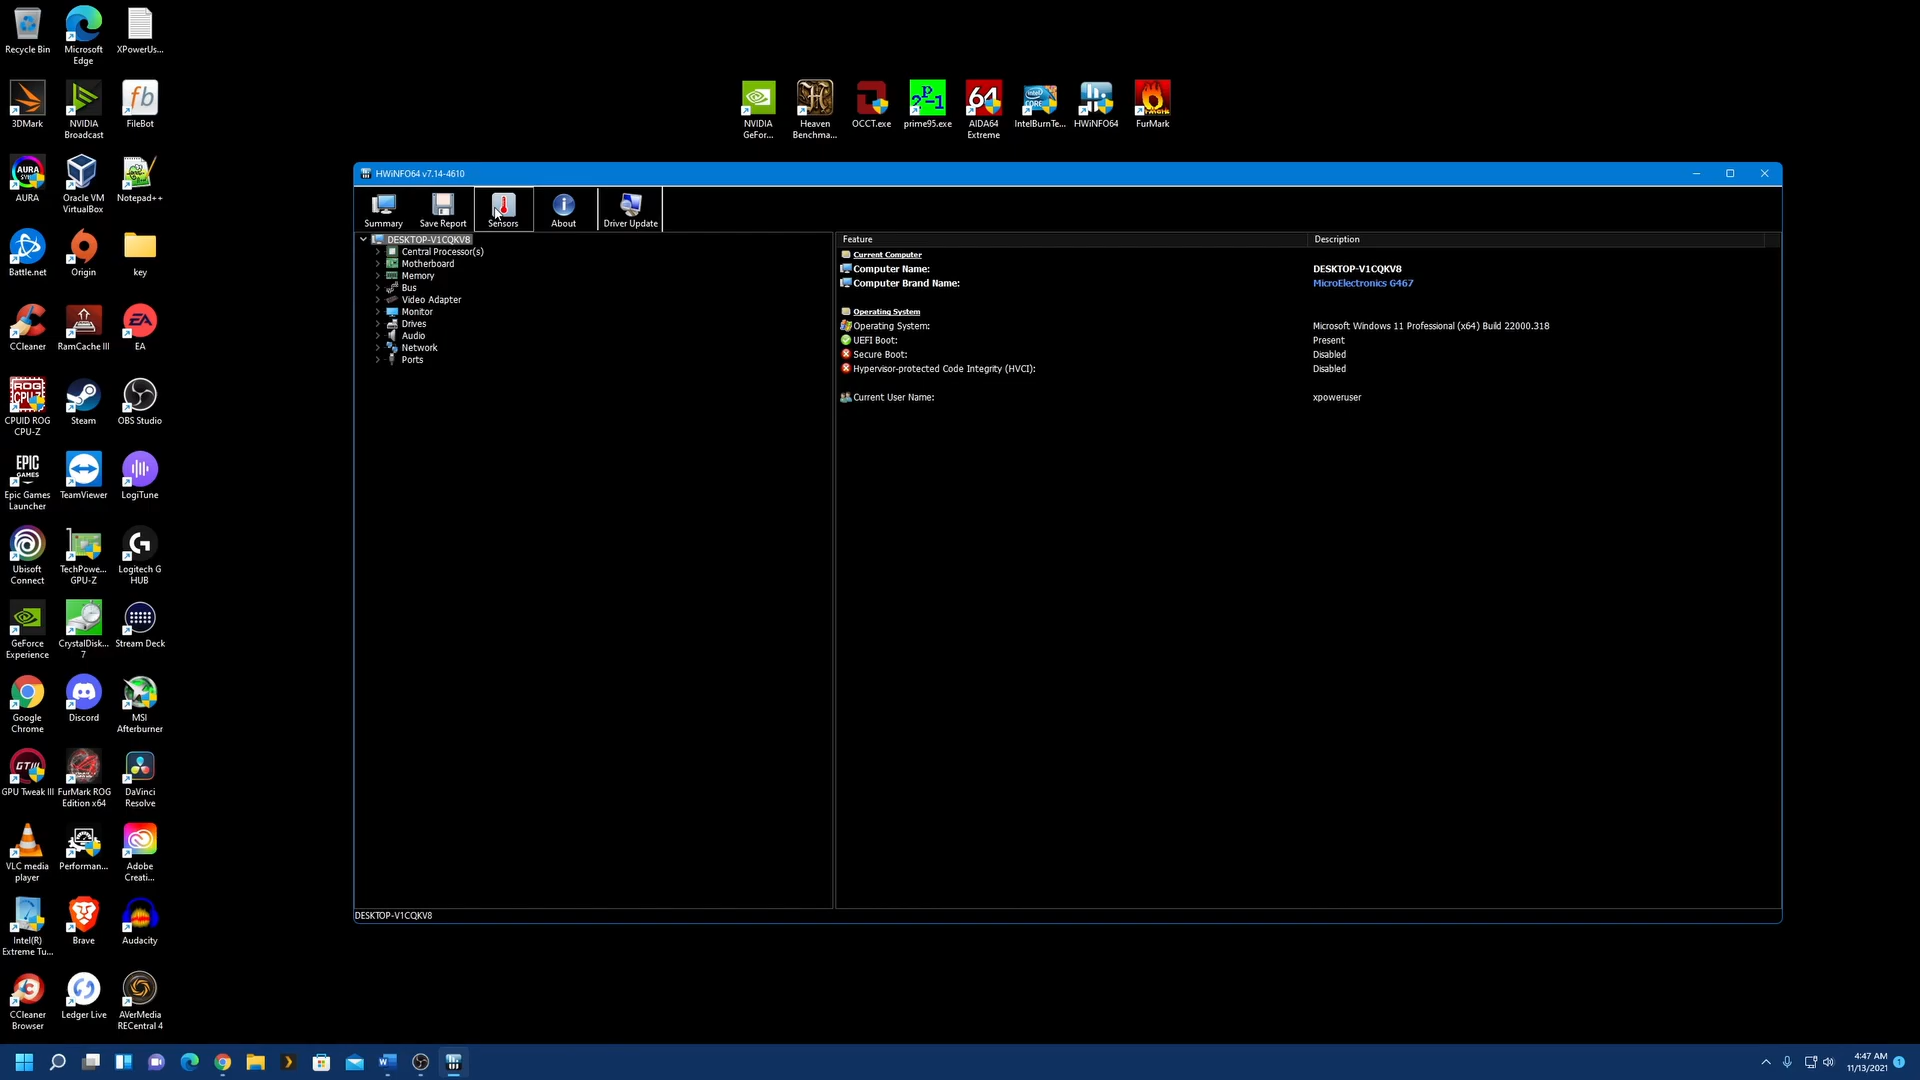 Recycle Bin
Microsoft
Edge
XPowerUs...
3DMark
NVIDIA
Broadcast
FileBot
AURA
Oracle VM
VirtualBox
Notepad++
Battle.net
Origin
key
CCleaner
RamCache III
EA
CPUID ROG
CPU-Z
Steam
OBS Studio
Epic Games
Launcher
TeamViewer
LogiTune
Ubisoft
Connect
TechPowe...
GPU-Z
Logitech G
HUB
GeForce
Experience
CrystalDisk...
7
Stream Deck
Google
Chrome
Discord
MSI
Afterburner
GPU Tweak III
FurMark ROG
Edition x64
DaVinci
Resolve
VLC media
player
Performan...
Adobe
Creati...
Intel(R)
Extreme Tu...
Brave
Audacity
CCleaner
Browser
Ledger Live
AVerMedia
RECentral 4
NVIDIA
GeFor...
Heaven
Benchma...
OCCT.exe
prime95.exe
AIDA64
Extreme
IntelBurnTe...
HWiNFO64
FurMark
HWiNFO64 v7.14-4610
Summary
Save Report
Sensors
About
Driver Update
DESKTOP-V1CQKV8
Central Processor(s)
Motherboard
Memory
Bus
Video Adapter
Monitor
Drives
Audio
Network
Ports
Feature Description
Current Computer
Computer Name: DESKTOP-V1CQKV8
Computer Brand Name: MicroElectronics G467
Operating System
Operating System: Microsoft Windows 11 Professional (x64) Build 22000.318
UEFI Boot: Present
Secure Boot: Disabled
Hypervisor-protected Code Integrity (HVCI): Disabled
Current User Name: xpoweruser
DESKTOP-V1CQKV8
4:47 AM
11/13/2021
1